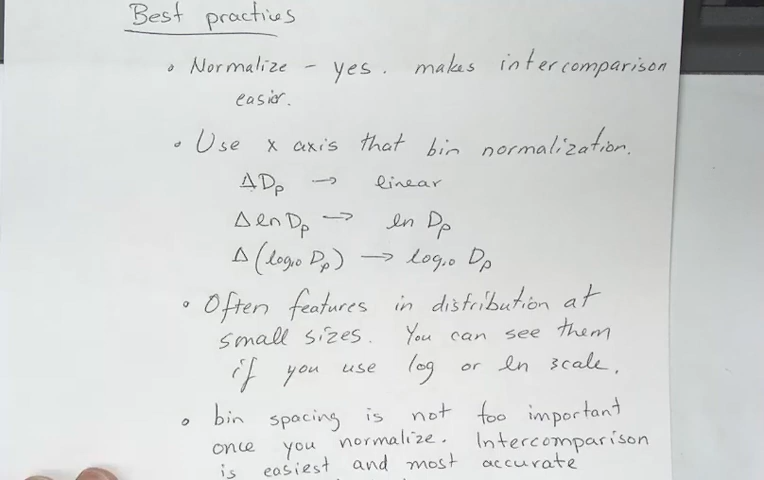 Best practices
• Normalize - yes. makes intercomparison
easier.
• Use x axis that bin normalization.
ΔDp → linear
Δln Dp → ln Dp
Δ(log10 Dp) → log10 Dp
• Often features in distribution at
small sizes. You can see them
if you use log or ln scale.
• bin spacing is not too important
once you normalize. Intercomparison
is easiest and most accurate